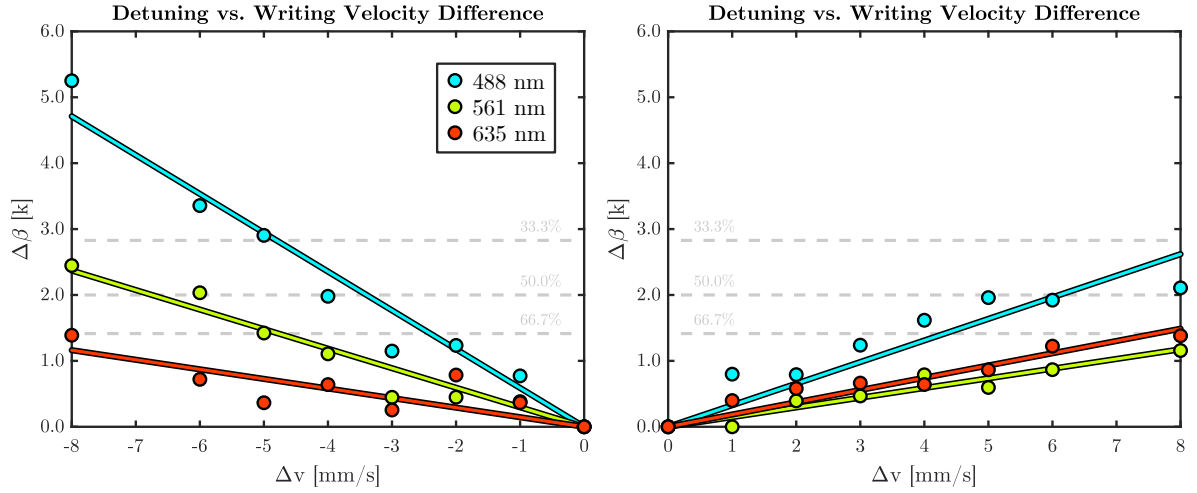 Detuning vs. Writing Velocity Difference
6.0
5.0
4.0
3.0
2.0
1.0
0.0
Δβ [k]
488 nm
561 nm
635 nm
33.3%
50.0%
66.7%
-8 -7 -6 -5 -4 -3 -2 -1 0
Δv [mm/s]
Detuning vs. Writing Velocity Difference
6.0
5.0
4.0
3.0
2.0
1.0
0.0
Δβ [k]
33.3%
50.0%
66.7%
0 1 2 3 4 5 6 7 8
Δv [mm/s]